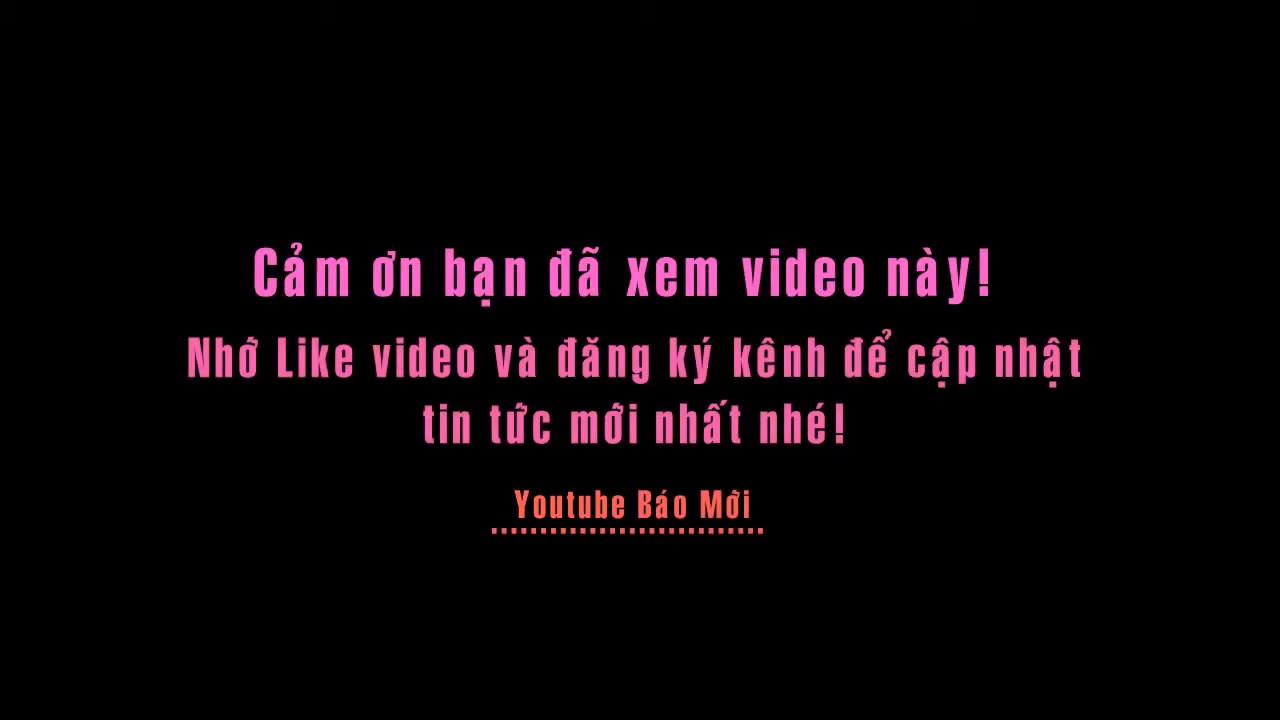 Cảm ơn bạn đã xem video này!
Nhớ Like video và đăng ký kênh để cập nhật
tin tức mới nhất nhé!
Youtube Báo Mới